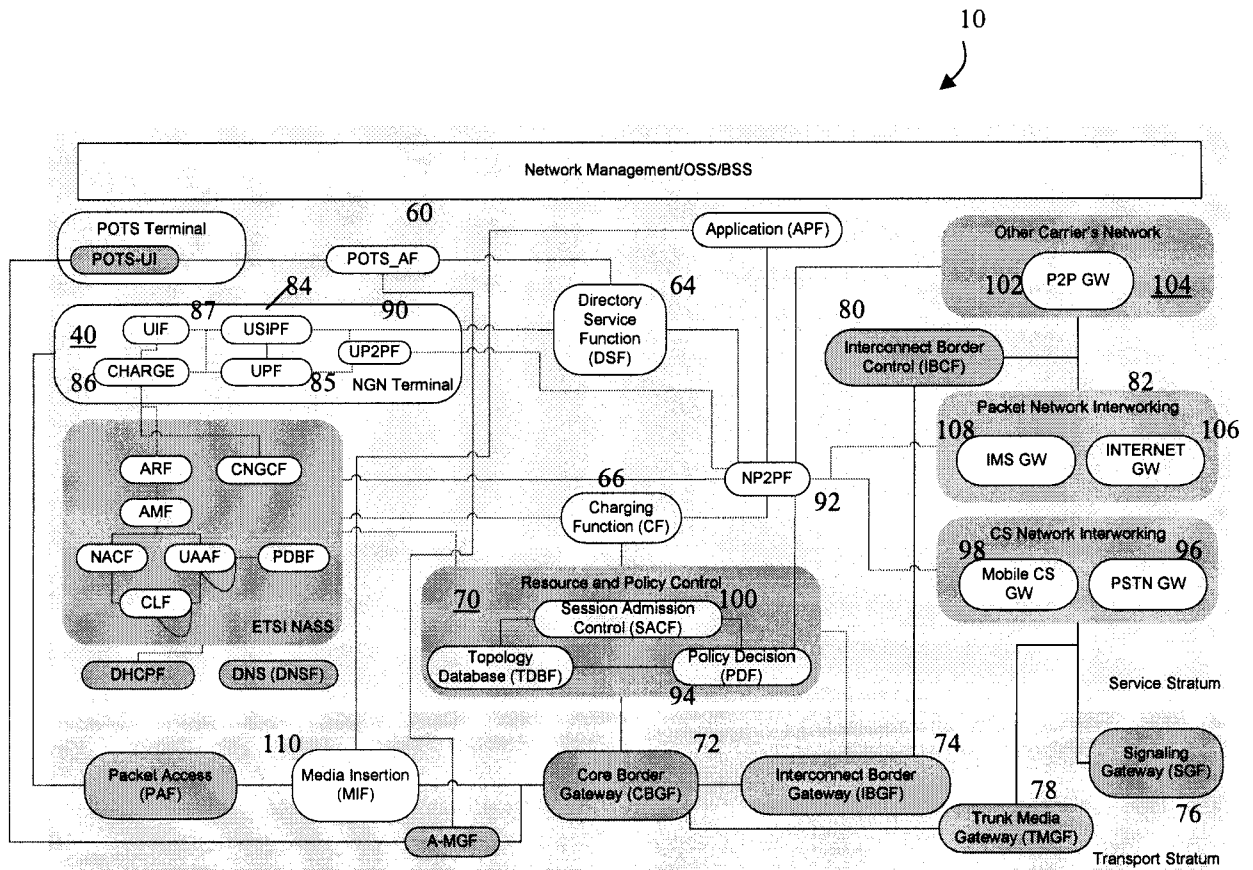 10
Network Management/OSS/BSS
60
POTS Terminal
POTS-UI
POTS_AF
Application (APF)
Other Carrier's Network
102
P2P GW
104
84
87
90
64
40
UIF
USIPF
UP2PF
CHARGE
UPF
86
85
NGN Terminal
Directory
Service
Function
(DSF)
80
Interconnect Border
Control (IBCF)
82
Packet Network Interworking
108
106
IMS GW
INTERNET
GW
ARF
CNGCF
AMF
NACF
UAAF
PDBF
CLF
ETSI NASS
DHCPF
DNS (DNSF)
NP2PF
92
66
Charging
Function (CF)
CS Network Interworking
98
96
Mobile CS
GW
PSTN GW
Resource and Policy Control
70
100
Session Admission
Control (SACF)
Topology
Database (TDBF)
Policy Decision
(PDF)
94
Service Stratum
110
72
74
Packet Access
(PAF)
Media Insertion
(MIF)
Core Border
Gateway (CBGF)
Interconnect Border
Gateway (IBGF)
Signaling
Gateway (SGF)
78
76
A-MGF
Trunk Media
Gateway (TMGF)
Transport Stratum